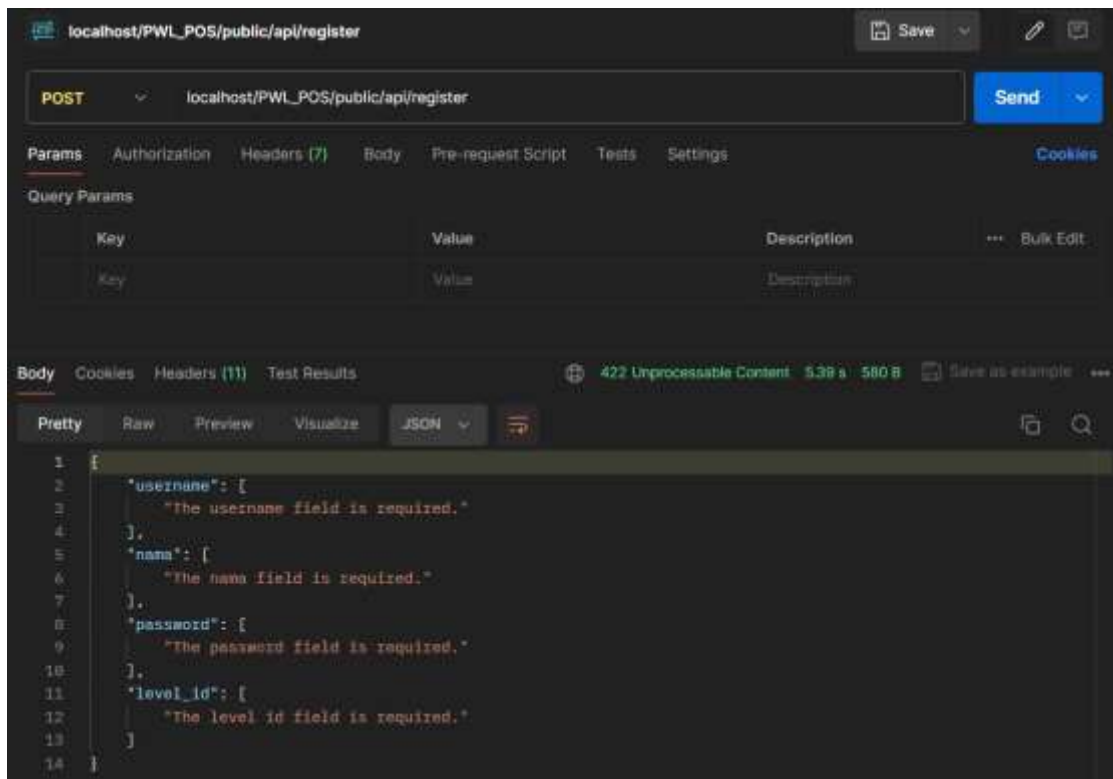 localhost/PWL_POS/public/api/register
Save
POST localhost/PWL_POS/public/api/register Send
Params Authorization Headers (7) Body Pre-request Script Tests Settings Cookies
Query Params
Key Value Description ••• Bulk Edit
Key Value Description
Body Cookies Headers (11) Test Results 422 Unprocessable Content 5.39 s 580 B Save as example •••
Pretty Raw Preview Visualize JSON
1 {
2 "username": [
3 "The username field is required."
4 ],
5 "nama": [
6 "The nama field is required."
7 ],
8 "password": [
9 "The password field is required."
10 ],
11 "level_id": [
12 "The level id field is required."
13 ]
14 }